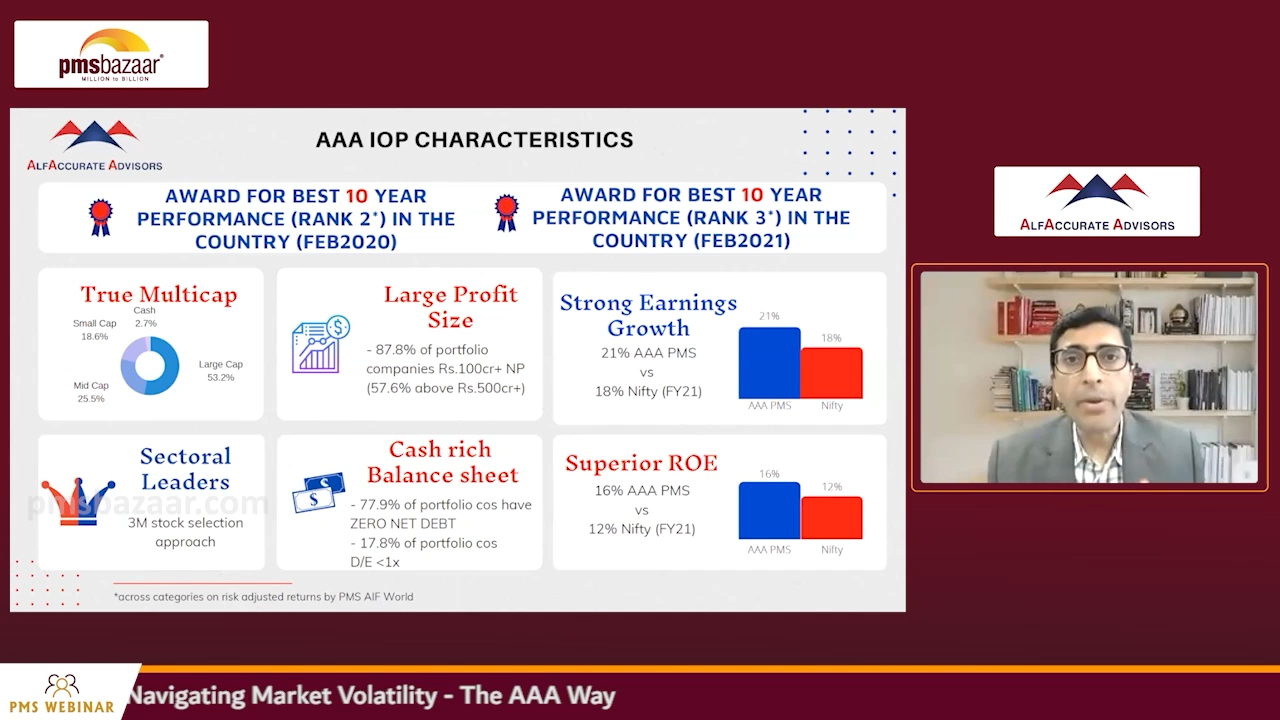 pmsbazaar
MILLION to BILLION
ALFACCURATE ADVISORS
AAA IOP CHARACTERISTICS
AWARD FOR BEST 10 YEAR
PERFORMANCE (RANK 2*) IN THE
COUNTRY (FEB2020)
AWARD FOR BEST 10 YEAR
PERFORMANCE (RANK 3*) IN THE
COUNTRY (FEB2021)
True Multicap
Cash
2.7%
Small Cap
18.6%
Large Cap
53.2%
Mid Cap
25.5%
Large Profit
Size
- 87.8% of portfolio
companies Rs.100cr+ NP
(57.6% above Rs.500cr+)
Strong Earnings
Growth
21% AAA PMS
vs
18% Nifty (FY21)
21%
18%
AAA PMS
Nifty
Sectoral
Leaders
3M stock selection
approach
pmsbazaar.com
Cash rich
Balance sheet
- 77.9% of portfolio cos have
ZERO NET DEBT
- 17.8% of portfolio cos
D/E <1x
Superior ROE
16% AAA PMS
vs
12% Nifty (FY21)
16%
12%
AAA PMS
Nifty
*across categories on risk adjusted returns by PMS AIF World
ALFACCURATE ADVISORS
PMS WEBINAR
Navigating Market Volatility - The AAA Way